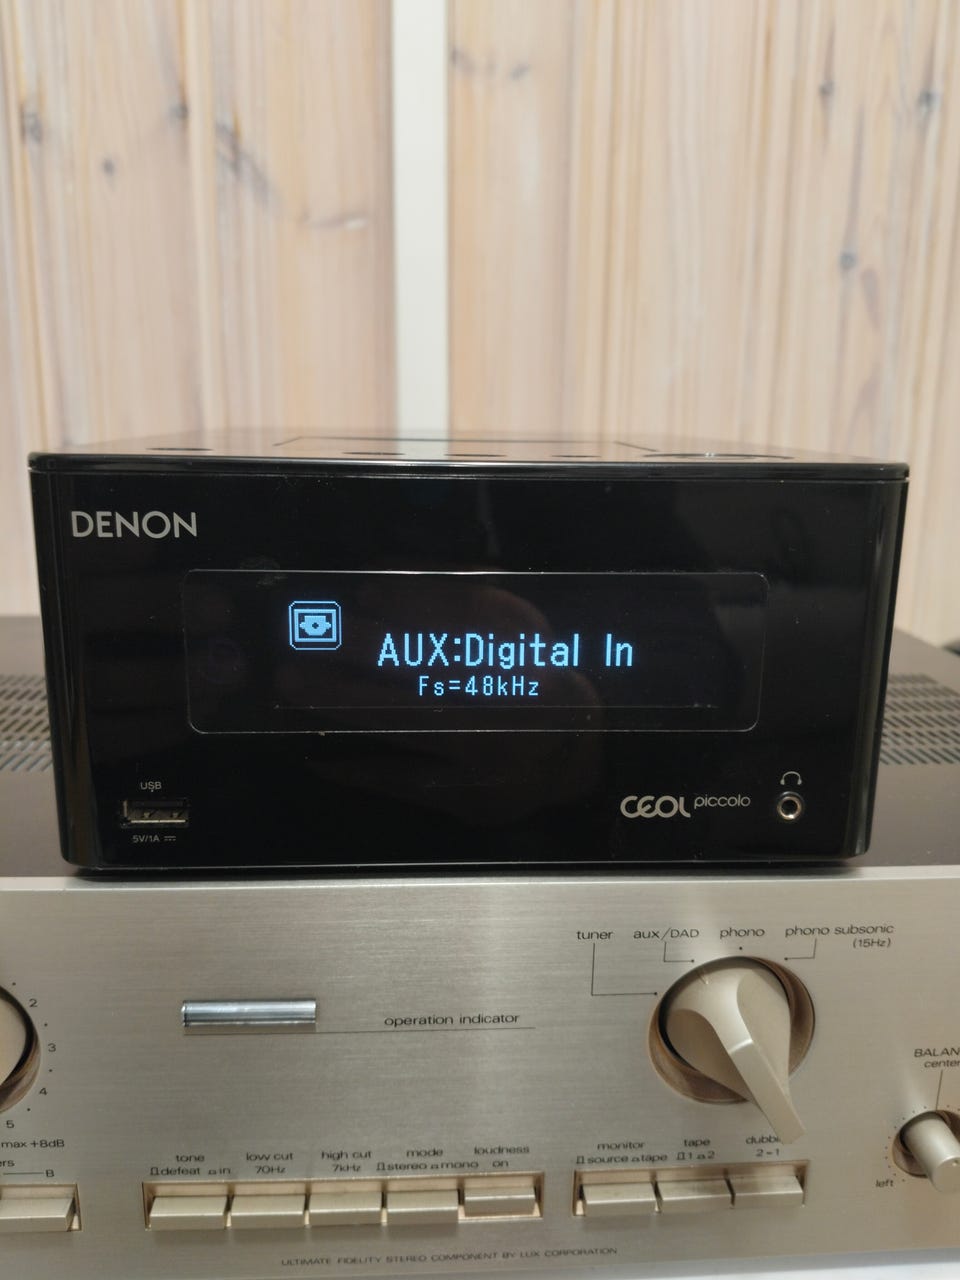 DENON
AUX:Digital In
Fs=48kHz
USB
5V/1A
CEOL piccolo
tuner
aux/DAD
phono
phono subsonic
(15Hz)
operation indicator
2
3
4
5
max +8dB
B
BALAN
center
left
tone
defeat in
low cut
70Hz
high cut
7kHz
mode
stereo mono
loudness
on
monitor
source tape
tape
1 2
2-1
ULTIMATE FIDELITY STEREO COMPONENT BY LUX CORPORATION